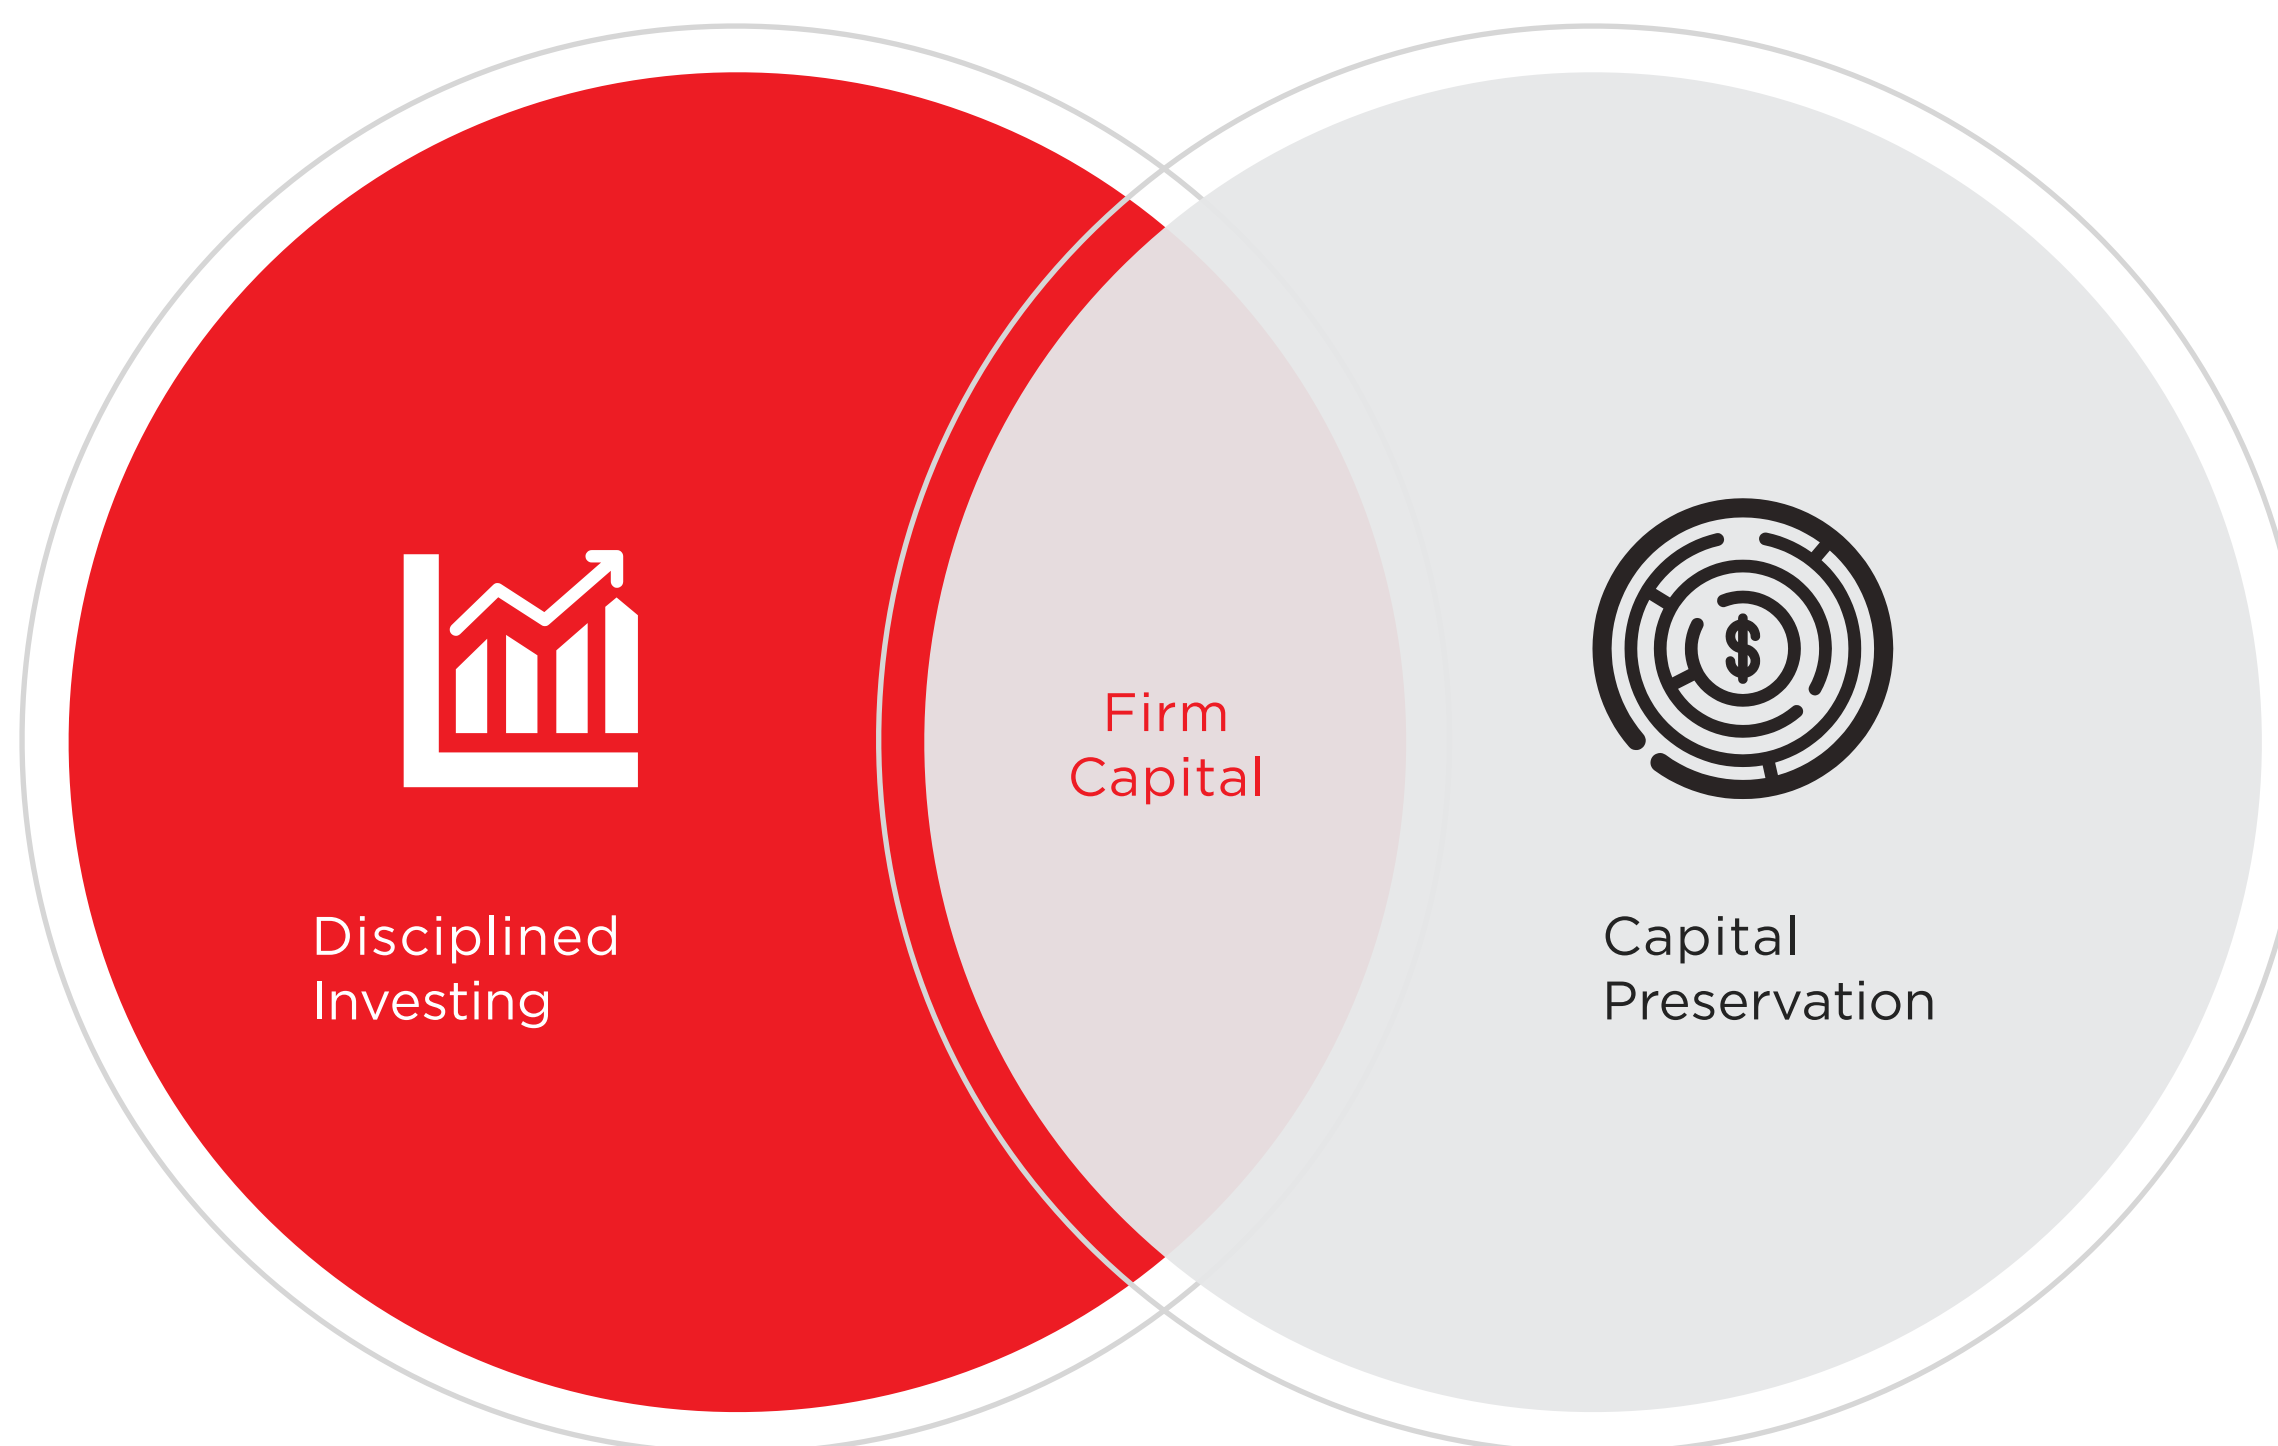 Disciplined
Investing
Firm
Capital
$
Capital
Preservation